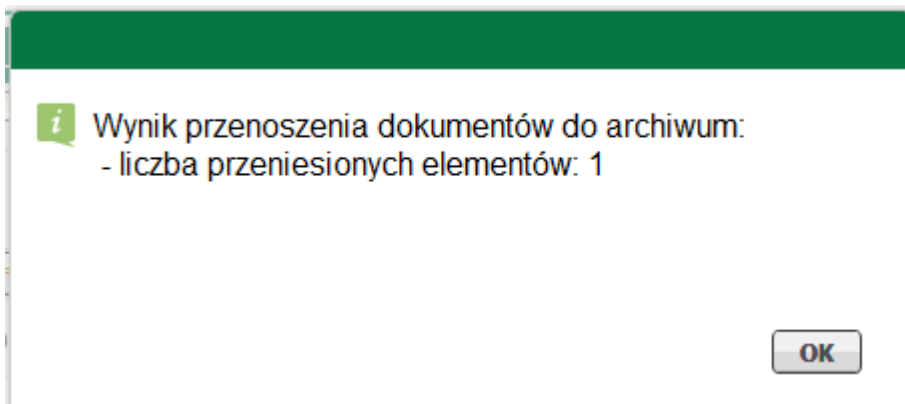 Wynik przenoszenia dokumentów do archiwum:
- liczba przeniesionych elementów: 1
OK